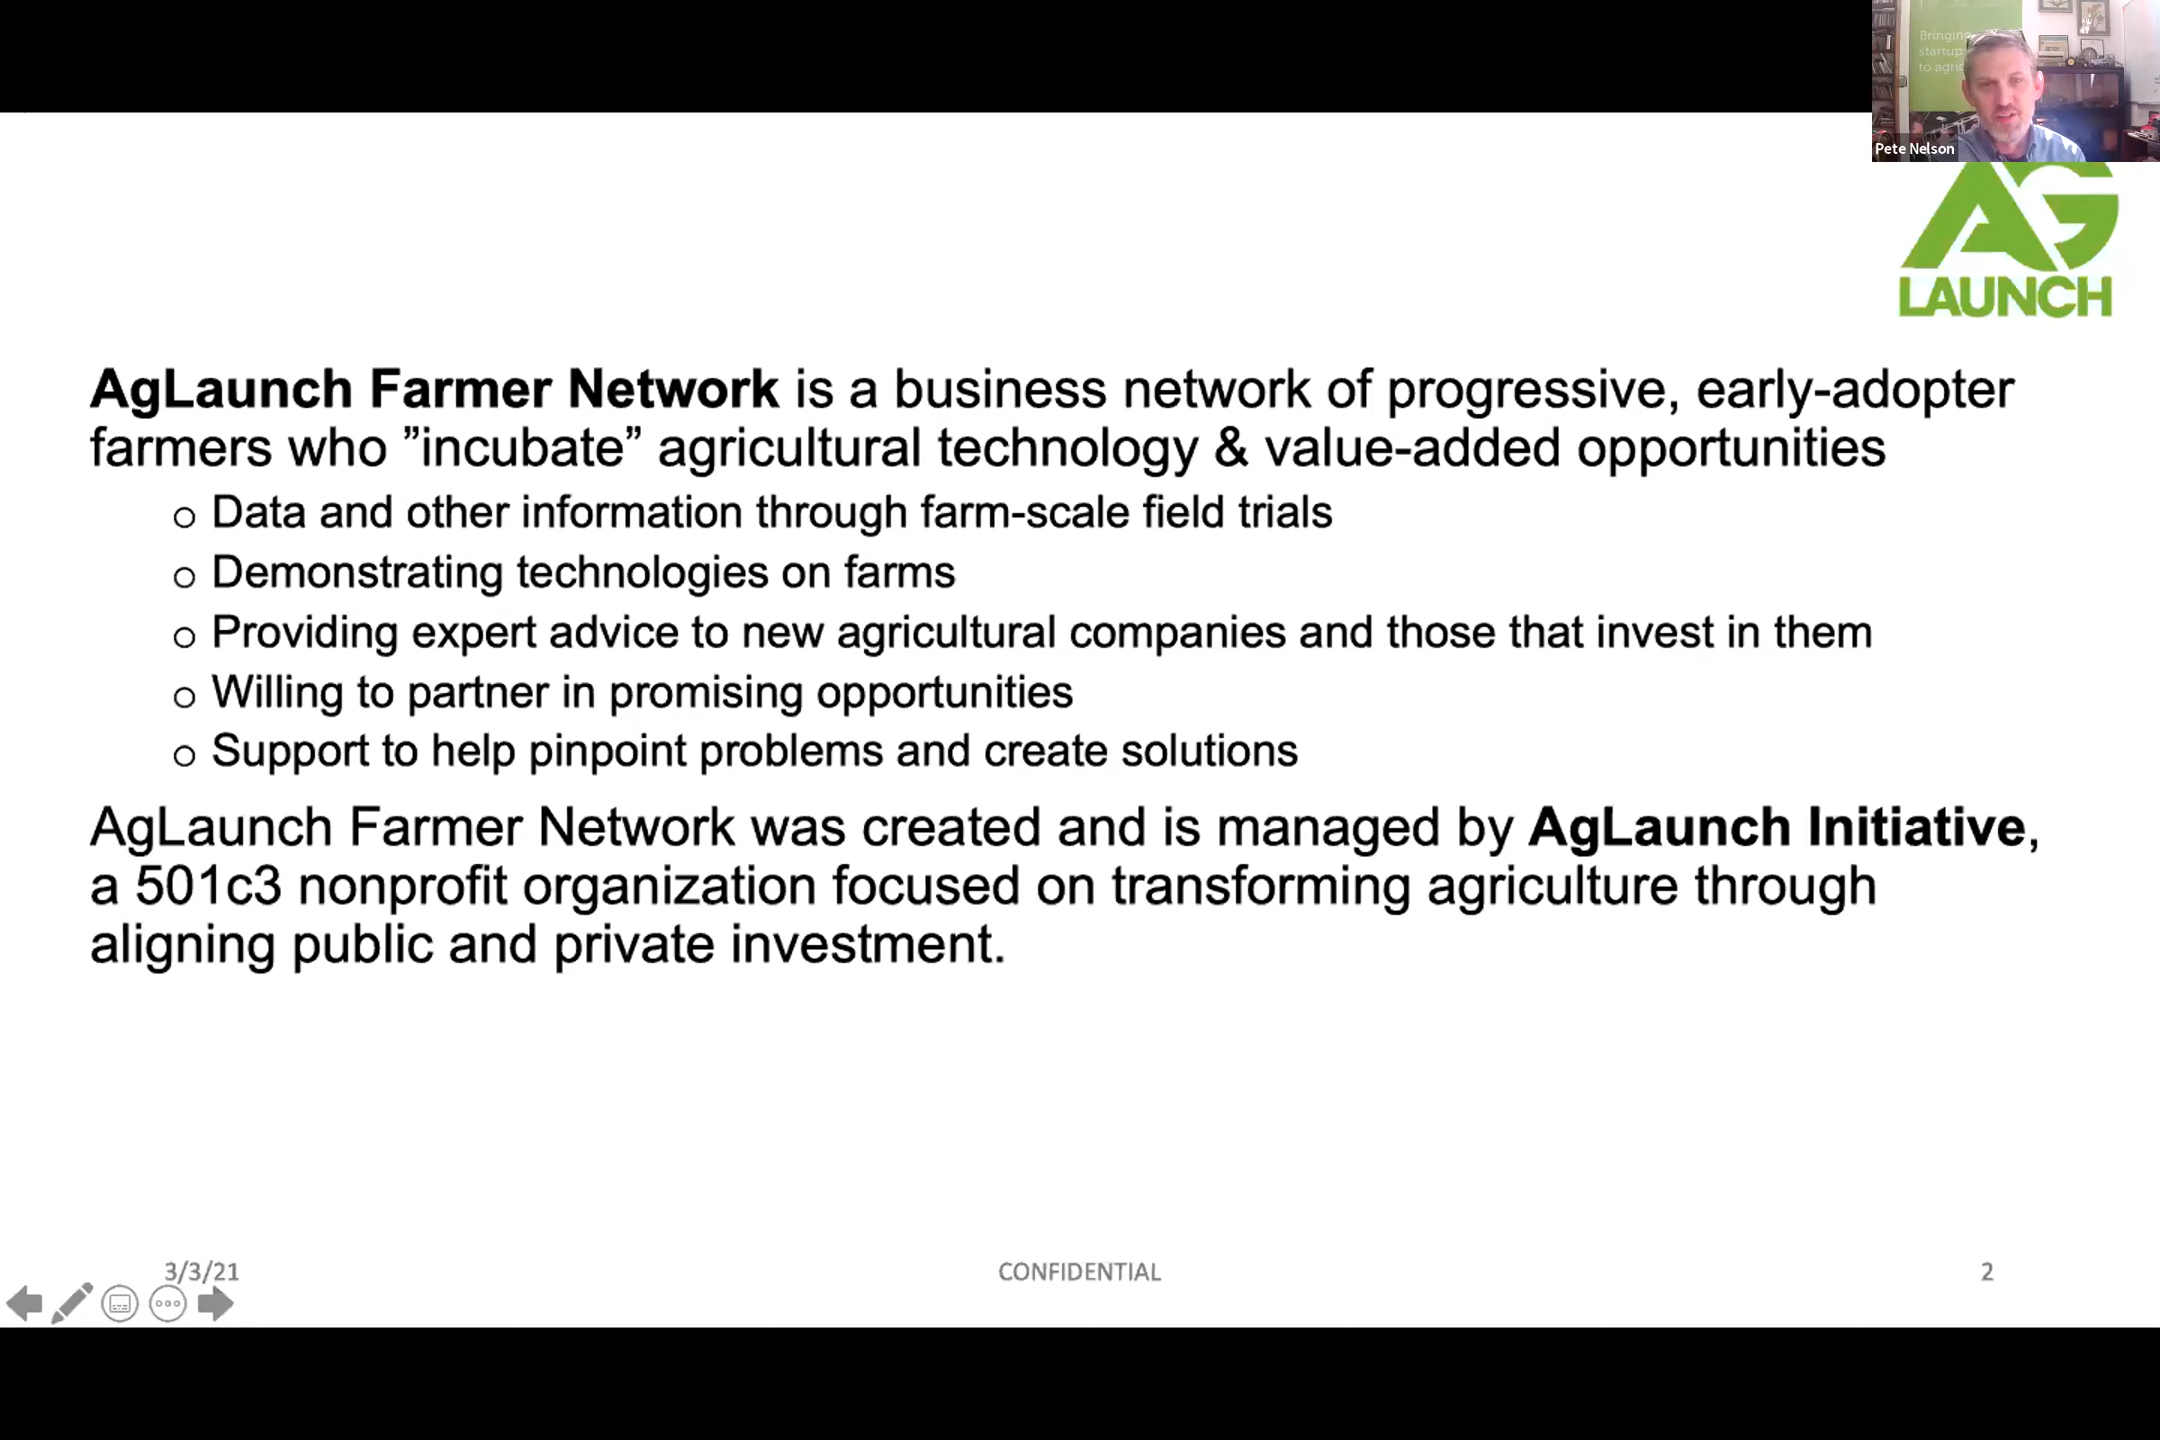 Bringing
startup
to agric
Pete Nelson
AG
LAUNCH
AgLaunch Farmer Network is a business network of progressive, early-adopter
farmers who ”incubate” agricultural technology & value-added opportunities
o Data and other information through farm-scale field trials
o Demonstrating technologies on farms
o Providing expert advice to new agricultural companies and those that invest in them
o Willing to partner in promising opportunities
o Support to help pinpoint problems and create solutions
AgLaunch Farmer Network was created and is managed by AgLaunch Initiative,
a 501c3 nonprofit organization focused on transforming agriculture through
aligning public and private investment.
3/3/21
CONFIDENTIAL
2